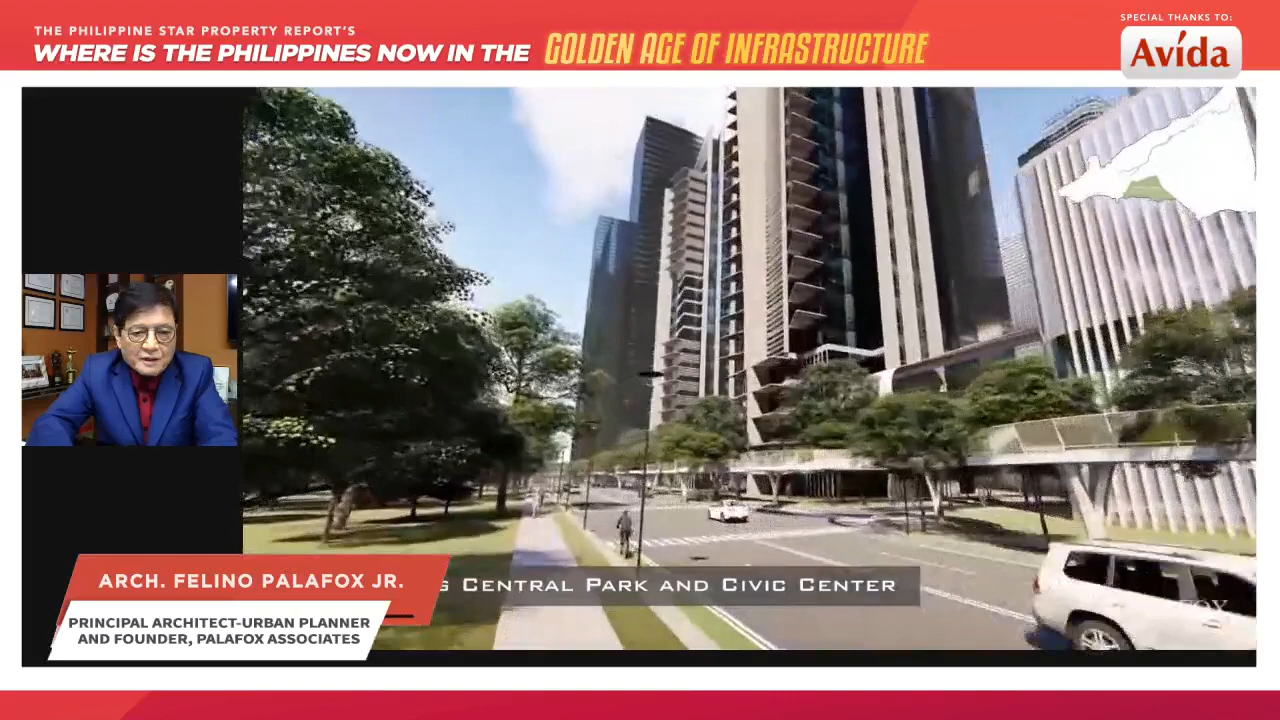 THE PHILIPPINE STAR PROPERTY REPORT'S
WHERE IS THE PHILIPPINES NOW IN THE GOLDEN AGE OF INFRASTRUCTURE
SPECIAL THANKS TO:
Avida
ARCH. FELINO PALAFOX JR.
CENTRAL PARK AND CIVIC CENTER
PRINCIPAL ARCHITECT-URBAN PLANNER
AND FOUNDER, PALAFOX ASSOCIATES